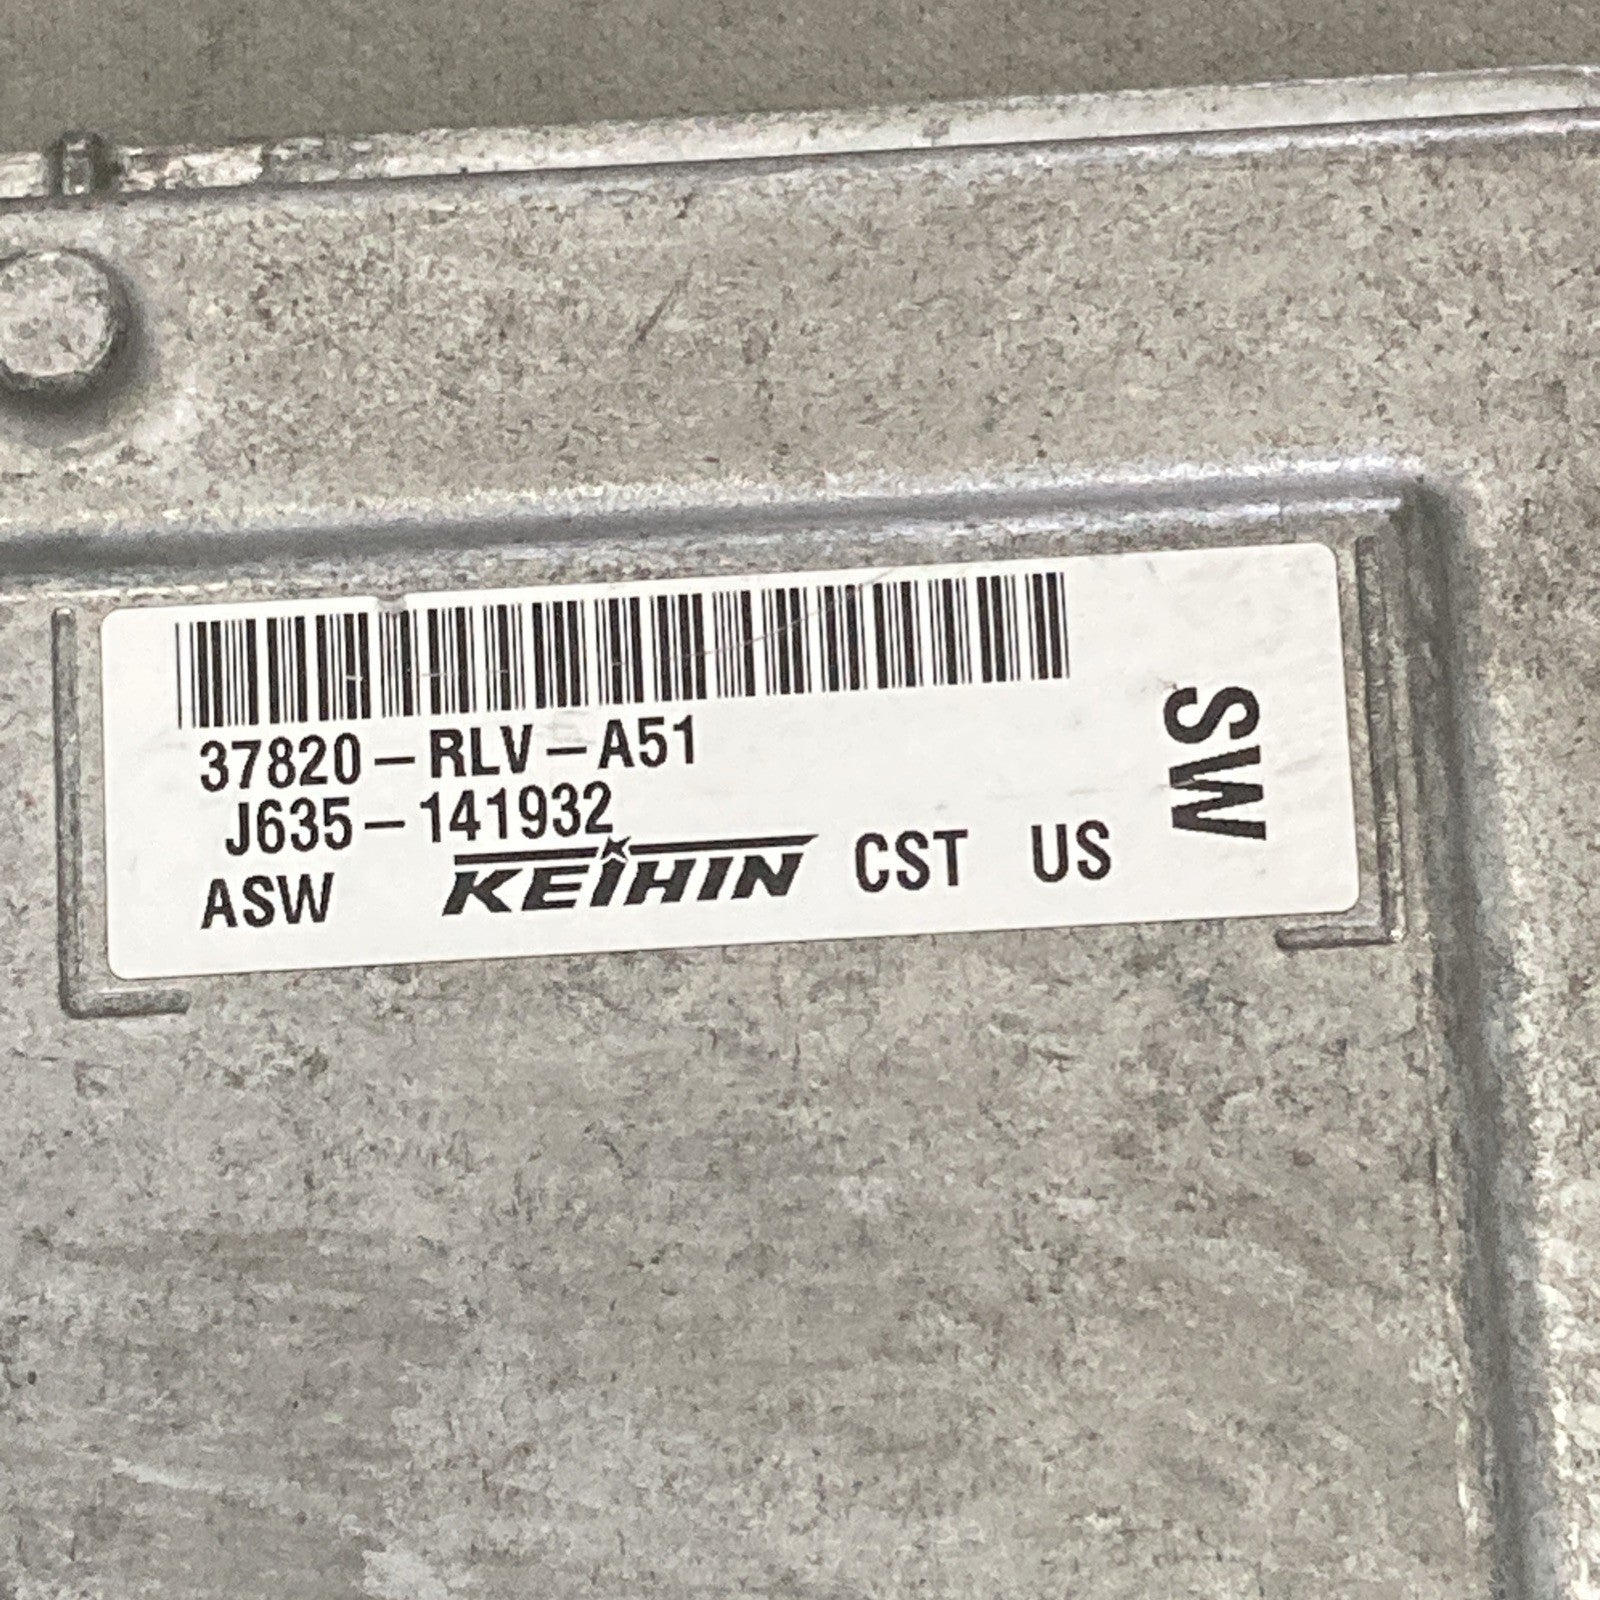 37820-RLV-A51
J635-141932
ASW KEIHIN CST US
SW